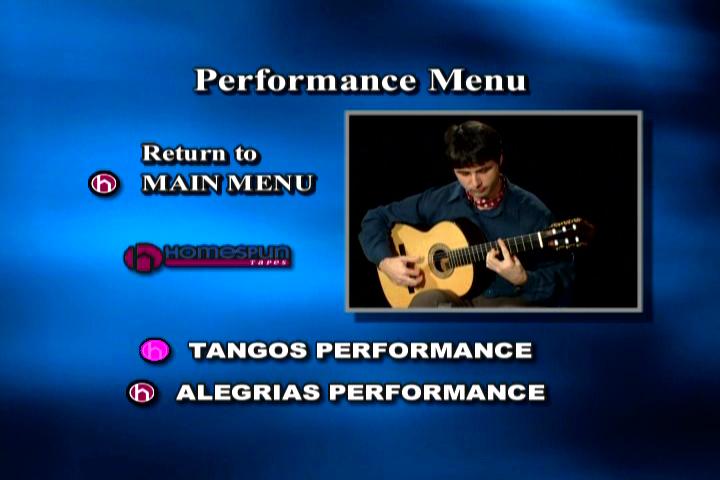 Performance Menu
Return to
MAIN MENU
HOMESPUN
TAPES
TANGOS PERFORMANCE
ALEGRIAS PERFORMANCE